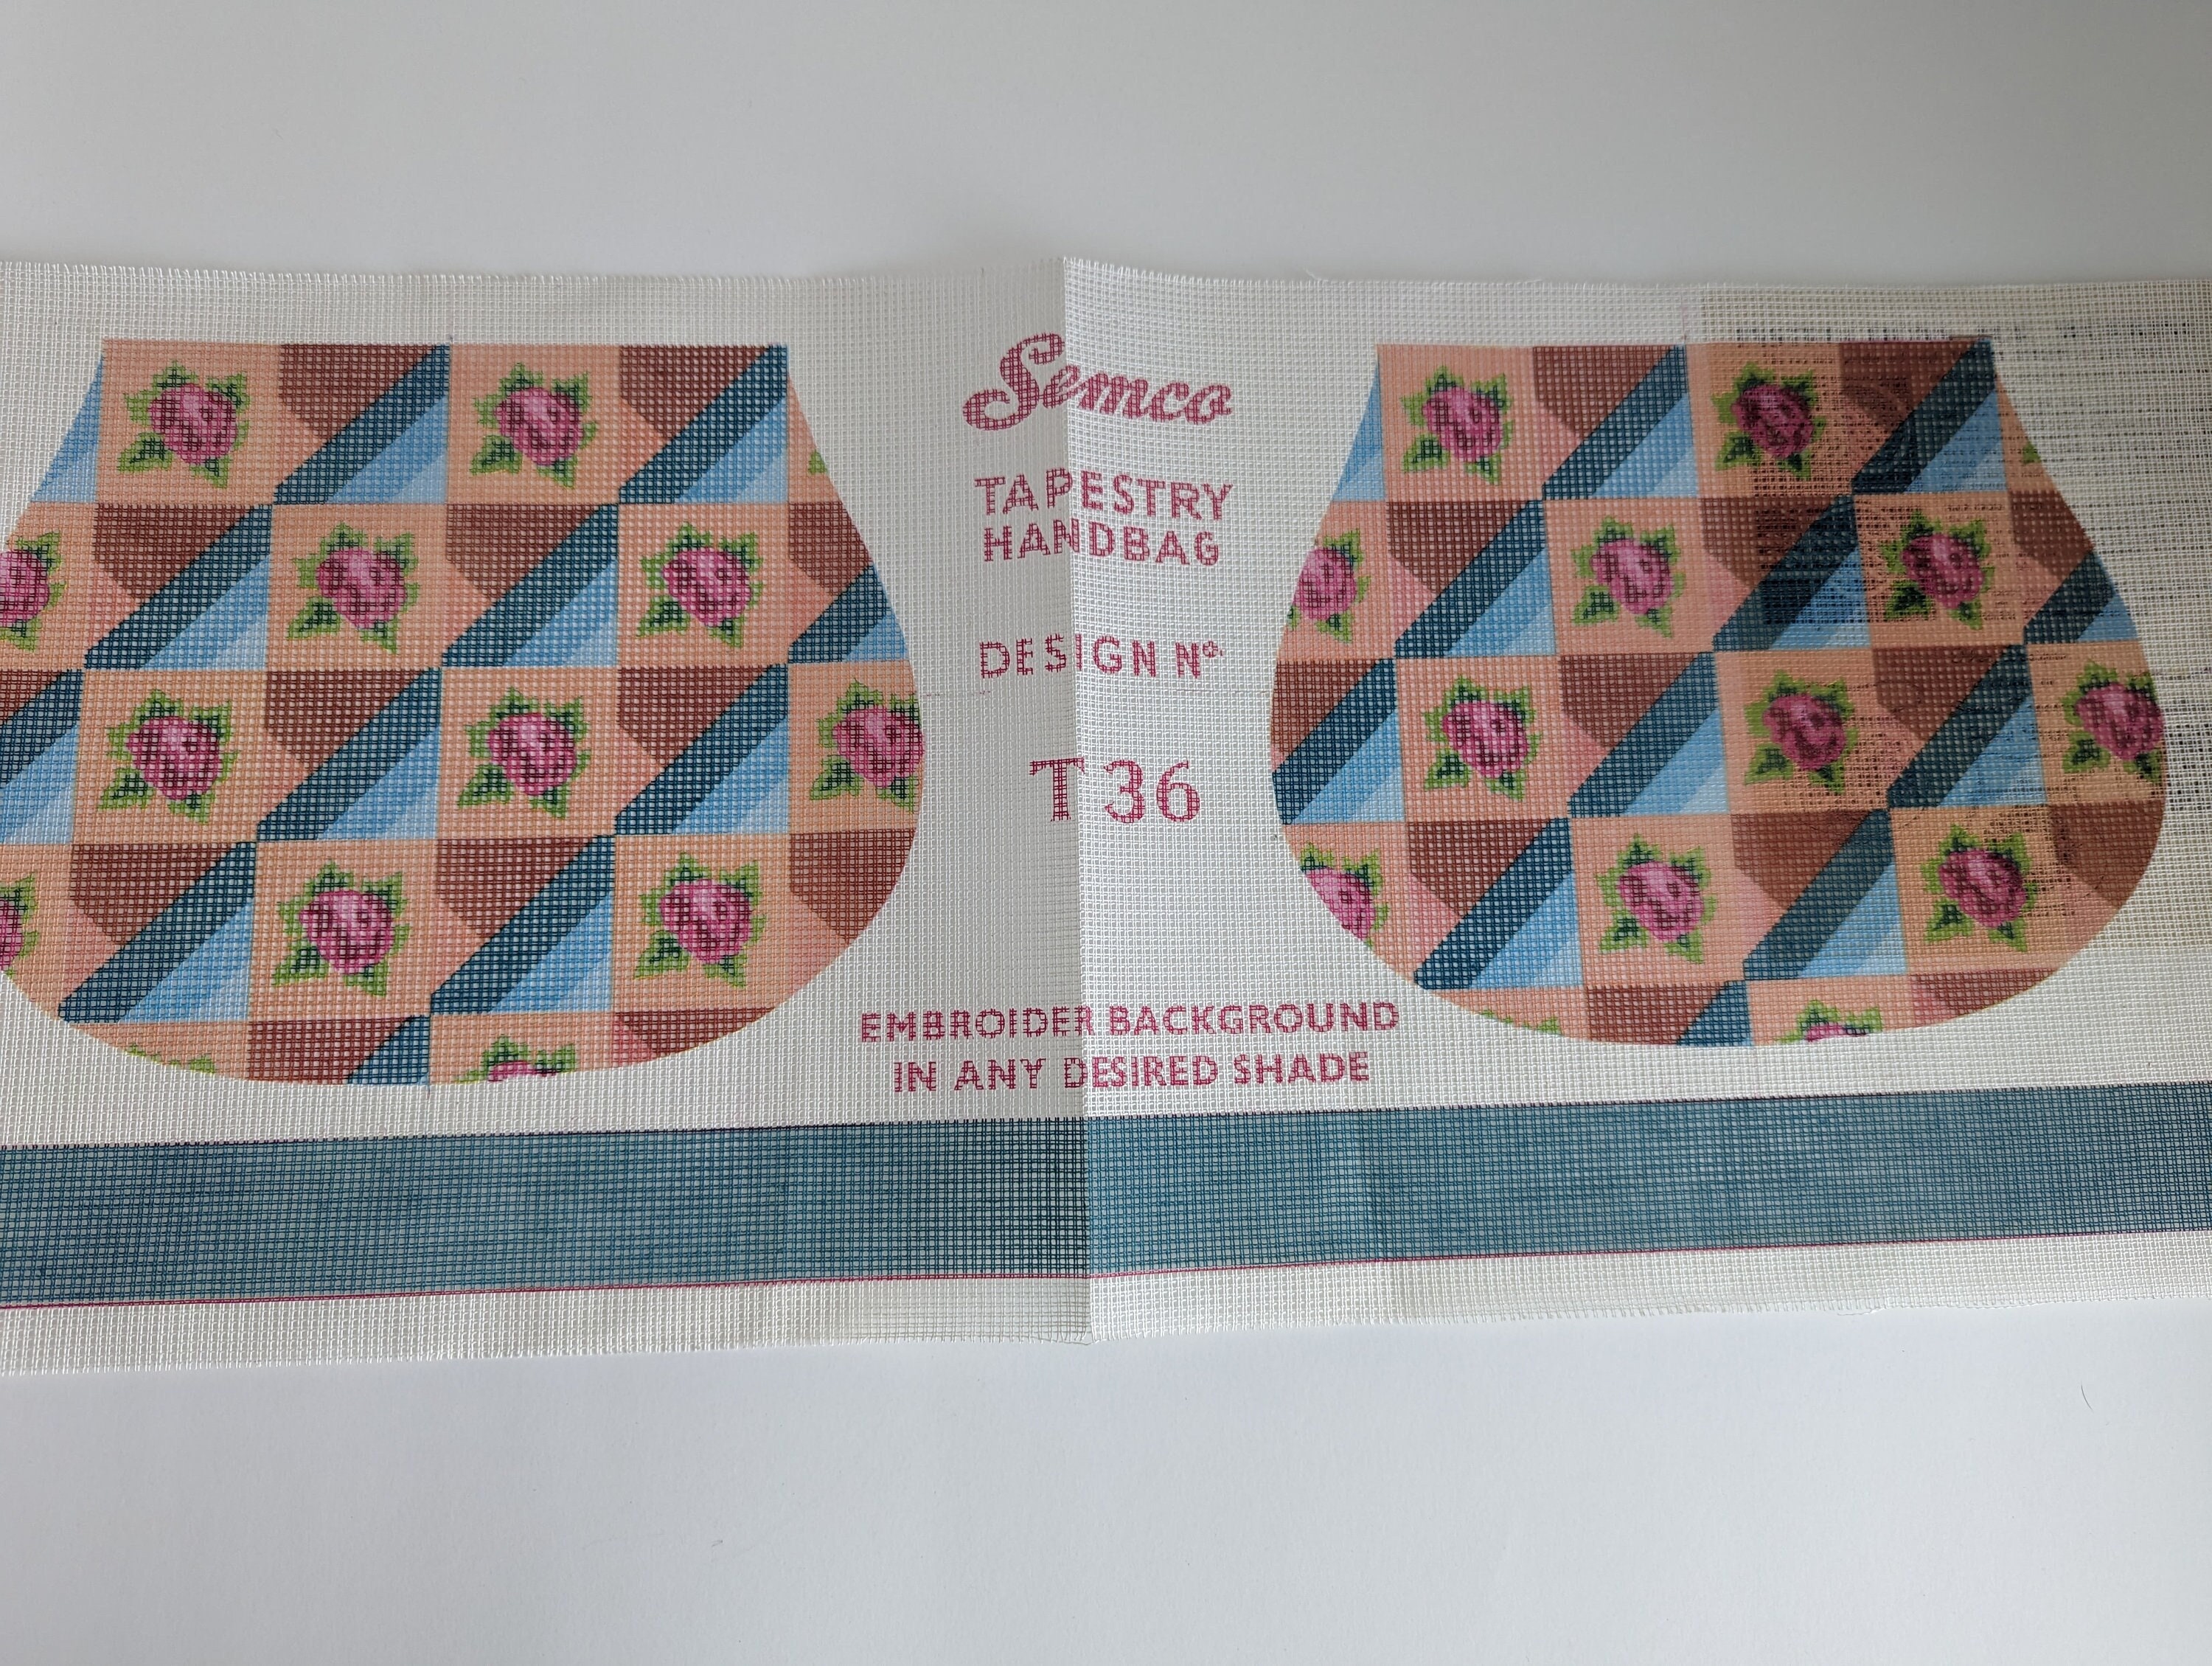 Semco
TAPESTRY
HANDBAG
DESIGN Nº
T 36
EMBROIDER BACKGROUND
IN ANY DESIRED SHADE